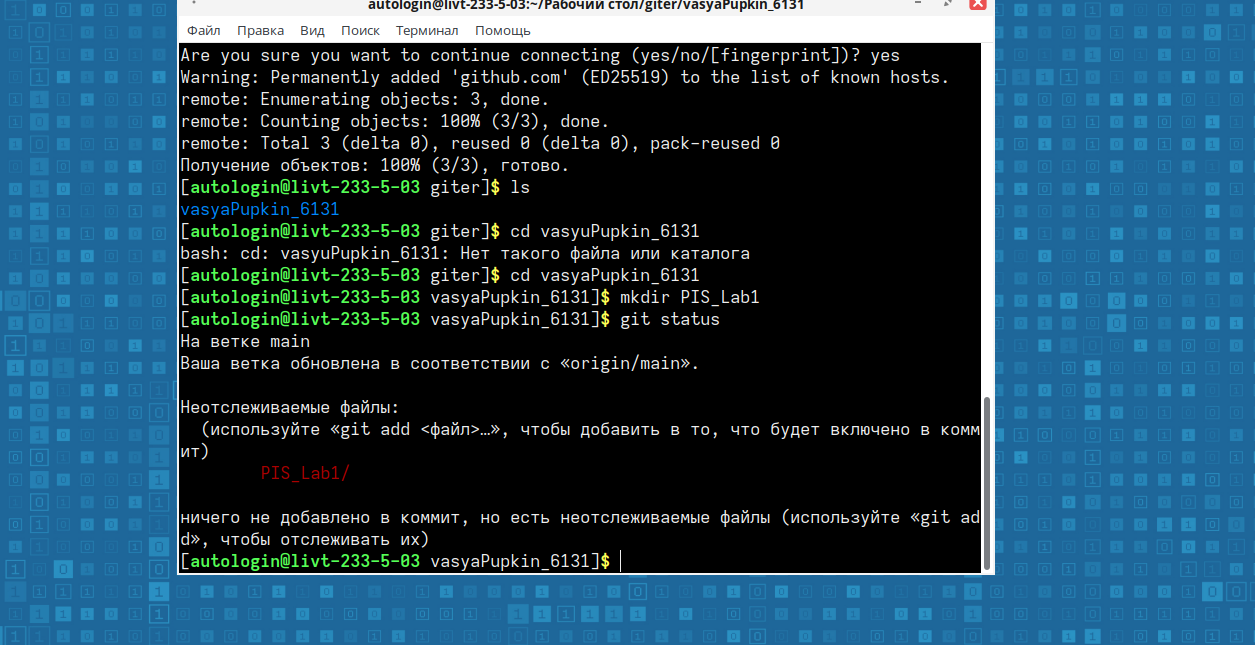 autologin@livt-233-5-03:~/Рабочий стол/giter/vasyaPupkin_6131
Файл Правка Вид Поиск Терминал Помощь
Are you sure you want to continue connecting (yes/no/[fingerprint])? yes
Warning: Permanently added 'github.com' (ED25519) to the list of known hosts.
remote: Enumerating objects: 3, done.
remote: Counting objects: 100% (3/3), done.
remote: Total 3 (delta 0), reused 0 (delta 0), pack-reused 0
Получение объектов: 100% (3/3), готово.
[autologin@livt-233-5-03 giter]$ ls
vasyaPupkin_6131
[autologin@livt-233-5-03 giter]$ cd vasyuPupkin_6131
bash: cd: vasyuPupkin_6131: Нет такого файла или каталога
[autologin@livt-233-5-03 giter]$ cd vasyaPupkin_6131
[autologin@livt-233-5-03 vasyaPupkin_6131]$ mkdir PIS_Lab1
[autologin@livt-233-5-03 vasyaPupkin_6131]$ git status
На ветке main
Ваша ветка обновлена в соответствии с «origin/main».
Неотслеживаемые файлы:
(используйте «git add <файл>…», чтобы добавить в то, что будет включено в комм
ит)
PIS_Lab1/
ничего не добавлено в коммит, но есть неотслеживаемые файлы (используйте «git ad
d», чтобы отслеживать их)
[autologin@livt-233-5-03 vasyaPupkin_6131]$